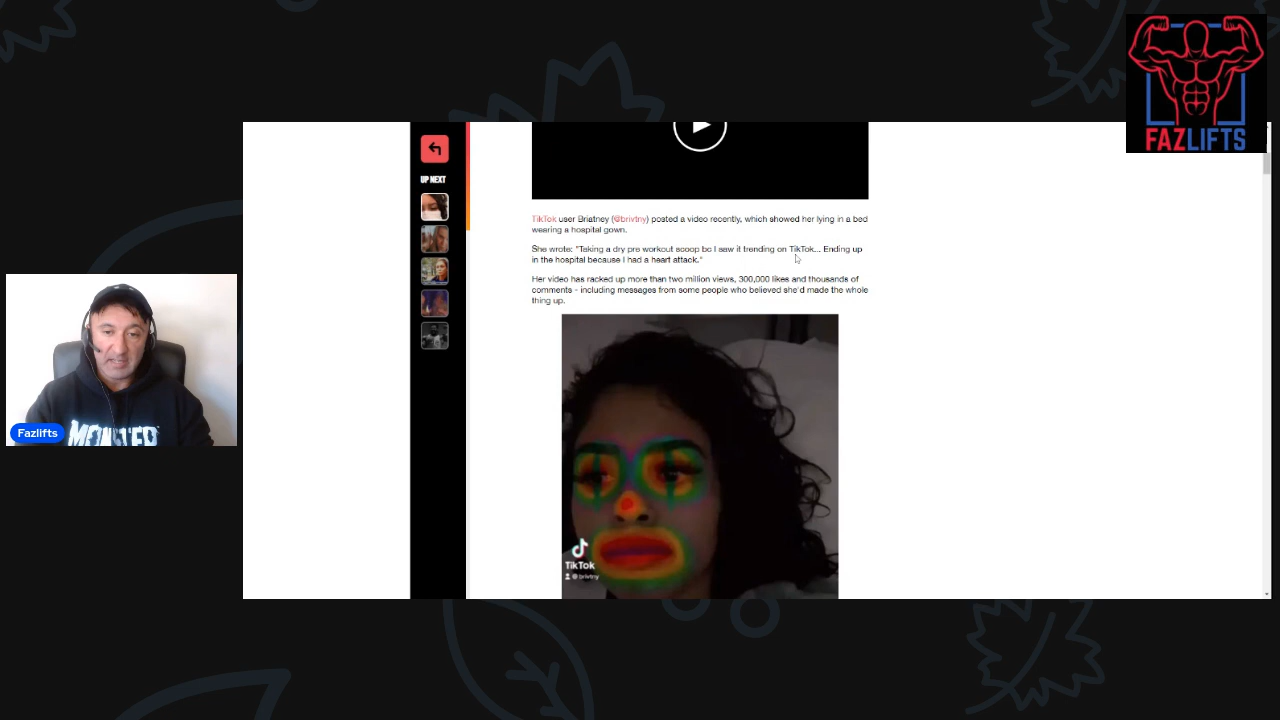 FAZLIFTS
UP NEXT
TikTok user Briatney (@brivtny) posted a video recently, which showed her lying in a bed
wearing a hospital gown.
She wrote: "Taking a dry pre workout scoop bc I saw it trending on TikTok... Ending up
in the hospital because I had a heart attack."
Her video has racked up more than two million views, 300,000 likes and thousands of
comments - including messages from some people who believed she'd made the whole
thing up.
Fazlifts
MONSTER
TikTok
@brivtny